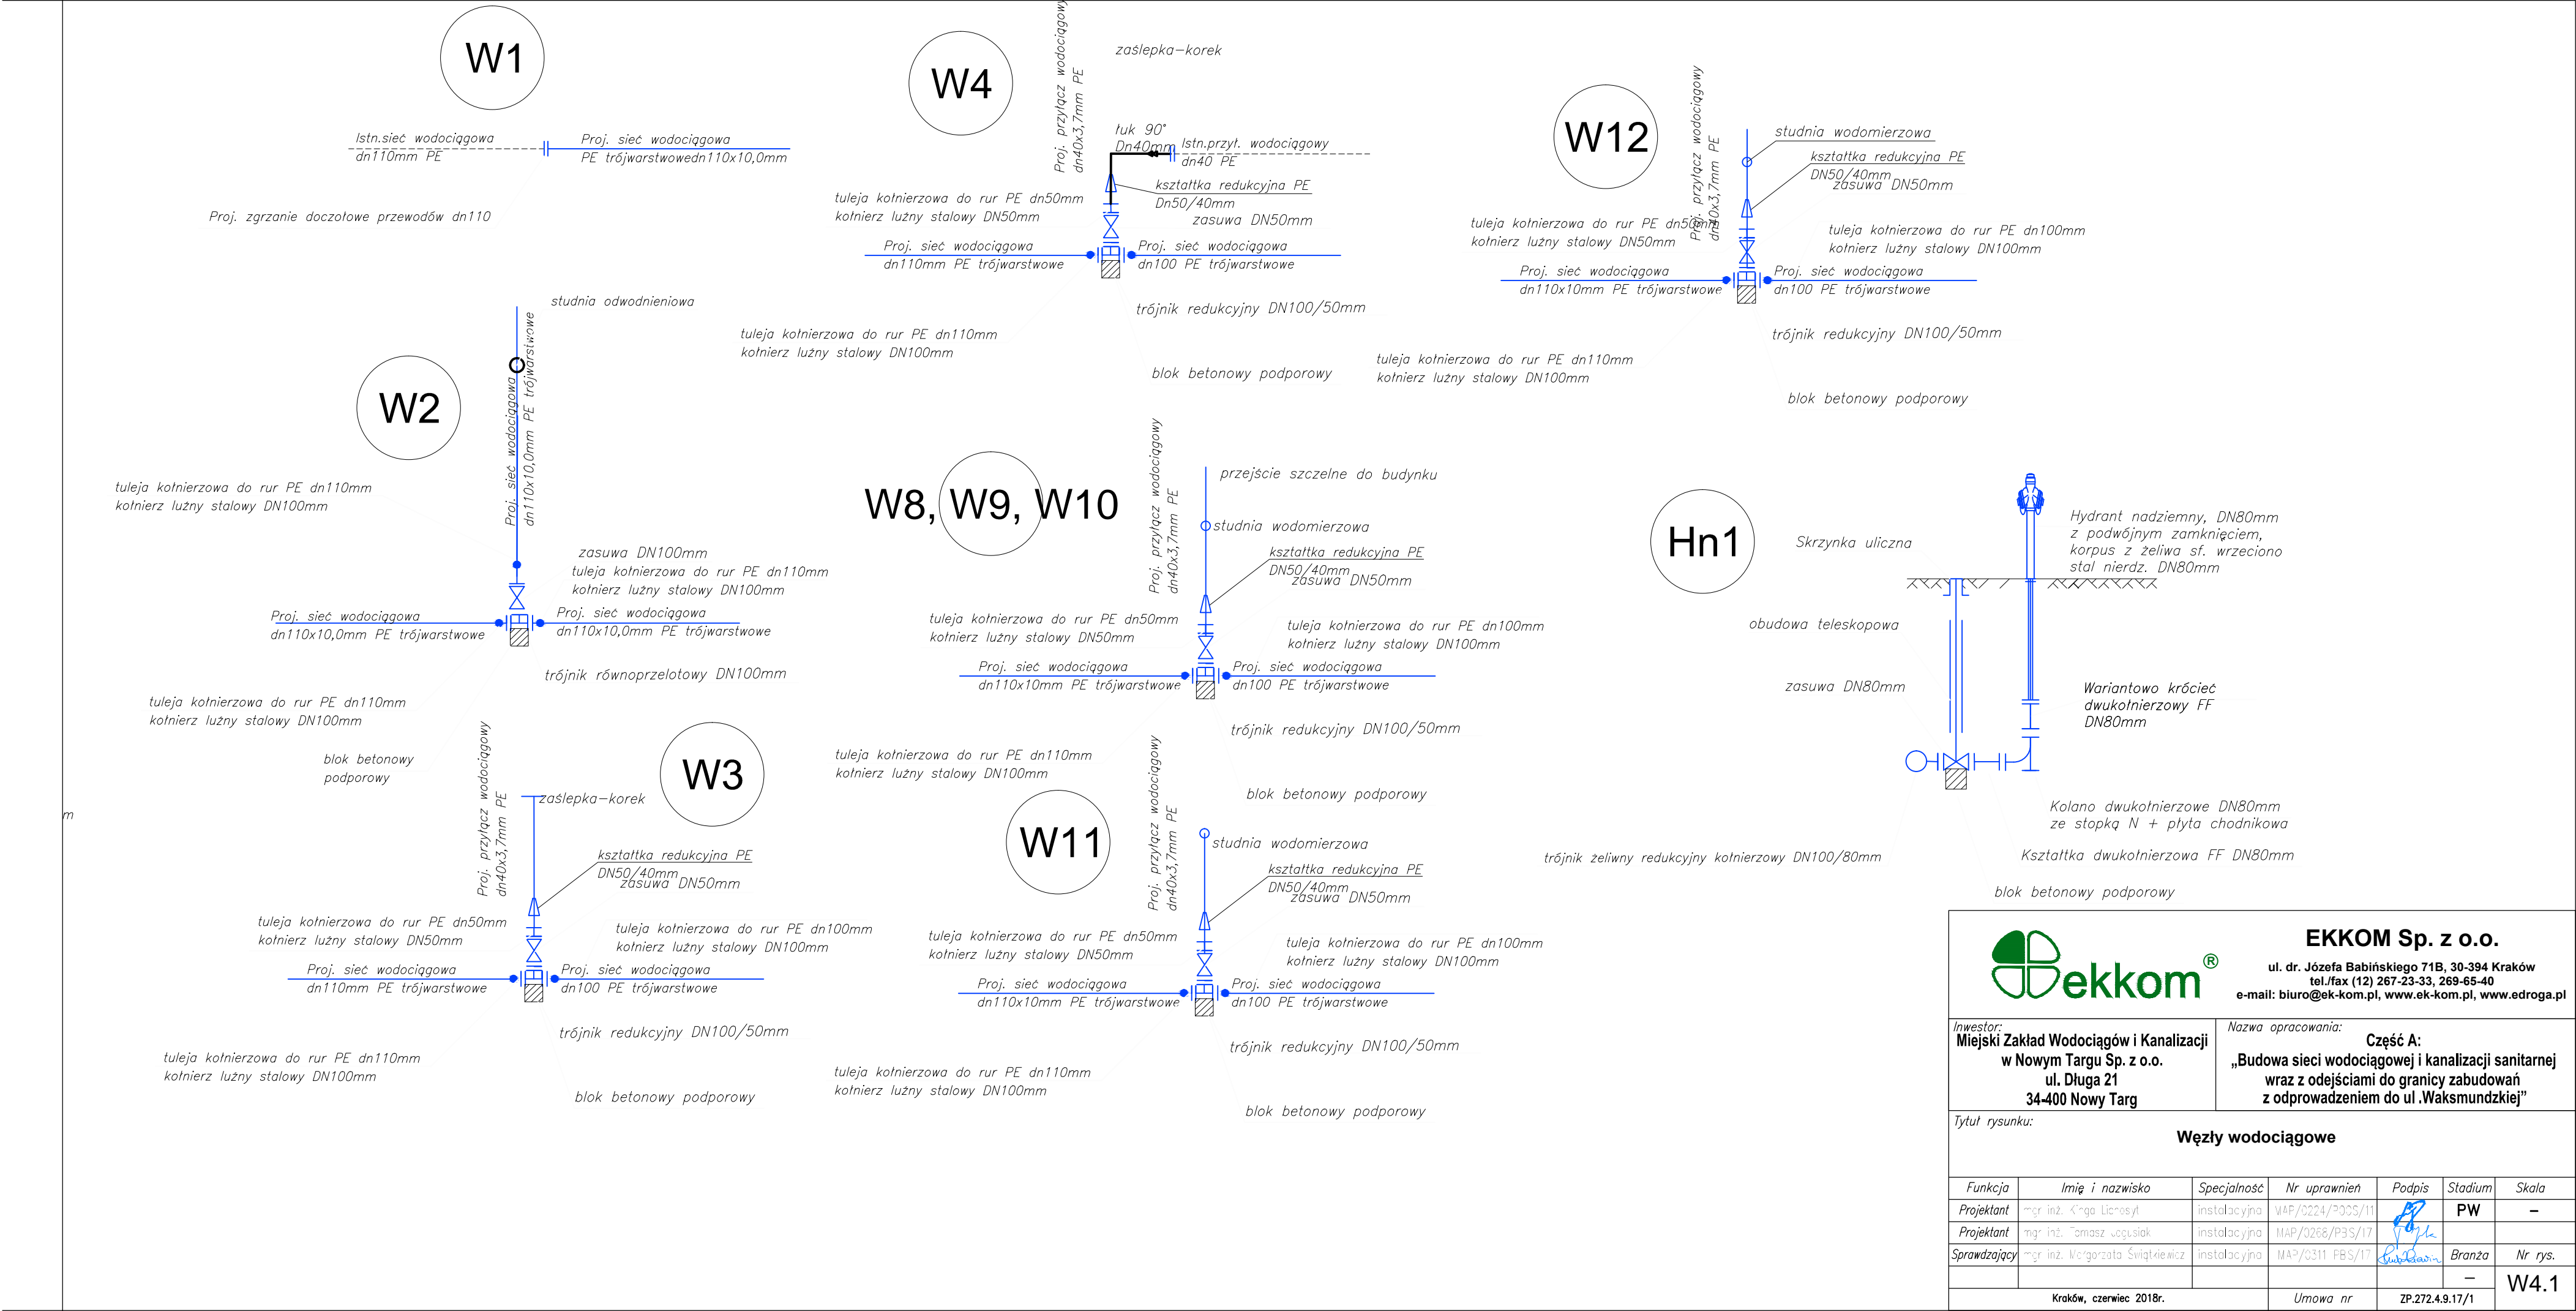 W1
Istn.sieć wodociągowa
dn110mm PE
Proj. sieć wodociągowa
PE trójwarstwowedn110x10,0mm
Proj. zgrzanie doczołowe przewodów dn110
W2
studnia odwodnieniowa
Proj. sieć wodociągowa
dn110x10,0mm PE trójwarstwowe
tuleja kołnierzowa do rur PE dn110mm
kołnierz luźny stalowy DN100mm
zasuwa DN100mm
tuleja kołnierzowa do rur PE dn110mm
kołnierz luźny stalowy DN100mm
Proj. sieć wodociągowa
dn110x10,0mm PE trójwarstwowe
Proj. sieć wodociągowa
dn110x10,0mm PE trójwarstwowe
trójnik równoprzelotowy DN100mm
tuleja kołnierzowa do rur PE dn110mm
kołnierz luźny stalowy DN100mm
blok betonowy
podporowy
m
W3
Proj. przyłącz wodociągowy
dn40x3,7mm PE
zaślepka-korek
kształtka redukcyjna PE
DN50/40mm
zasuwa DN50mm
tuleja kołnierzowa do rur PE dn50mm
kołnierz luźny stalowy DN50mm
tuleja kołnierzowa do rur PE dn100mm
kołnierz luźny stalowy DN100mm
Proj. sieć wodociągowa
dn110mm PE trójwarstwowe
Proj. sieć wodociągowa
dn100 PE trójwarstwowe
trójnik redukcyjny DN100/50mm
tuleja kołnierzowa do rur PE dn110mm
kołnierz luźny stalowy DN100mm
blok betonowy podporowy
W4
Proj. przyłącz wodociągowy
dn40x3,7mm PE
zaślepka-korek
łuk 90°
Dn40mm
Istn.przył. wodociągowy
dn40 PE
kształtka redukcyjna PE
Dn50/40mm
zasuwa DN50mm
tuleja kołnierzowa do rur PE dn50mm
kołnierz luźny stalowy DN50mm
Proj. sieć wodociągowa
dn110mm PE trójwarstwowe
Proj. sieć wodociągowa
dn100 PE trójwarstwowe
trójnik redukcyjny DN100/50mm
tuleja kołnierzowa do rur PE dn110mm
kołnierz luźny stalowy DN100mm
blok betonowy podporowy
W8, W9, W10
Proj. przyłącz wodociągowy
dn40x3,7mm PE
przejście szczelne do budynku
studnia wodomierzowa
kształtka redukcyjna PE
DN50/40mm
zasuwa DN50mm
tuleja kołnierzowa do rur PE dn50mm
kołnierz luźny stalowy DN50mm
tuleja kołnierzowa do rur PE dn100mm
kołnierz luźny stalowy DN100mm
Proj. sieć wodociągowa
dn110x10mm PE trójwarstwowe
Proj. sieć wodociągowa
dn100 PE trójwarstwowe
trójnik redukcyjny DN100/50mm
tuleja kołnierzowa do rur PE dn110mm
kołnierz luźny stalowy DN100mm
blok betonowy podporowy
W11
Proj. przyłącz wodociągowy
dn40x3,7mm PE
studnia wodomierzowa
kształtka redukcyjna PE
DN50/40mm
zasuwa DN50mm
tuleja kołnierzowa do rur PE dn50mm
kołnierz luźny stalowy DN50mm
tuleja kołnierzowa do rur PE dn100mm
kołnierz luźny stalowy DN100mm
Proj. sieć wodociągowa
dn110x10mm PE trójwarstwowe
Proj. sieć wodociągowa
dn100 PE trójwarstwowe
trójnik redukcyjny DN100/50mm
tuleja kołnierzowa do rur PE dn110mm
kołnierz luźny stalowy DN100mm
blok betonowy podporowy
W12
Proj. przyłącz wodociągowy
dn40x3,7mm PE
studnia wodomierzowa
kształtka redukcyjna PE
DN50/40mm
zasuwa DN50mm
tuleja kołnierzowa do rur PE dn50mm
kołnierz luźny stalowy DN50mm
tuleja kołnierzowa do rur PE dn100mm
kołnierz luźny stalowy DN100mm
Proj. sieć wodociągowa
dn110x10mm PE trójwarstwowe
Proj. sieć wodociągowa
dn100 PE trójwarstwowe
trójnik redukcyjny DN100/50mm
tuleja kołnierzowa do rur PE dn110mm
kołnierz luźny stalowy DN100mm
blok betonowy podporowy
Hn1
Skrzynka uliczna
Hydrant nadziemny, DN80mm
z podwójnym zamknięciem,
korpus z żeliwa sf. wrzeciono
stal nierdz. DN80mm
obudowa teleskopowa
zasuwa DN80mm
Wariantowo króciec
dwukołnierzowy FF
DN80mm
Kolano dwukołnierzowe DN80mm
ze stopką N + płyta chodnikowa
trójnik żeliwny redukcyjny kołnierzowy DN100/80mm
Kształtka dwukołnierzowa FF DN80mm
blok betonowy podporowy
ekkom®
EKKOM Sp. z o.o.
ul. dr. Józefa Babińskiego 71B, 30-394 Kraków
tel./fax (12) 267-23-33, 269-65-40
e-mail: biuro@ek-kom.pl, www.ek-kom.pl, www.edroga.pl
Inwestor:
Miejski Zakład Wodociągów i Kanalizacji
w Nowym Targu Sp. z o.o.
ul. Długa 21
34-400 Nowy Targ
Nazwa opracowania:
Część A:
„Budowa sieci wodociągowej i kanalizacji sanitarnej
wraz z odejściami do granicy zabudowań
z odprowadzeniem do ul .Waksmundzkiej”
Tytuł rysunku:
Węzły wodociągowe
Funkcja Imię i nazwisko Specjalność Nr uprawnień Podpis Stadium Skala
Projektant mgr inż. Kinga instalacyjna MAP/0224/POOS/11 PW –
Projektant mgr inż. Tomasz instalacyjna MAP/0268/PBS/17
Sprawdzający mgr inż. Małgorzata Świątkiewicz instalacyjna MAP/0311/PBS/17 Branża Nr rys.
– W4.1
Kraków, czerwiec 2018r. Umowa nr ZP.272.4.9.17/1